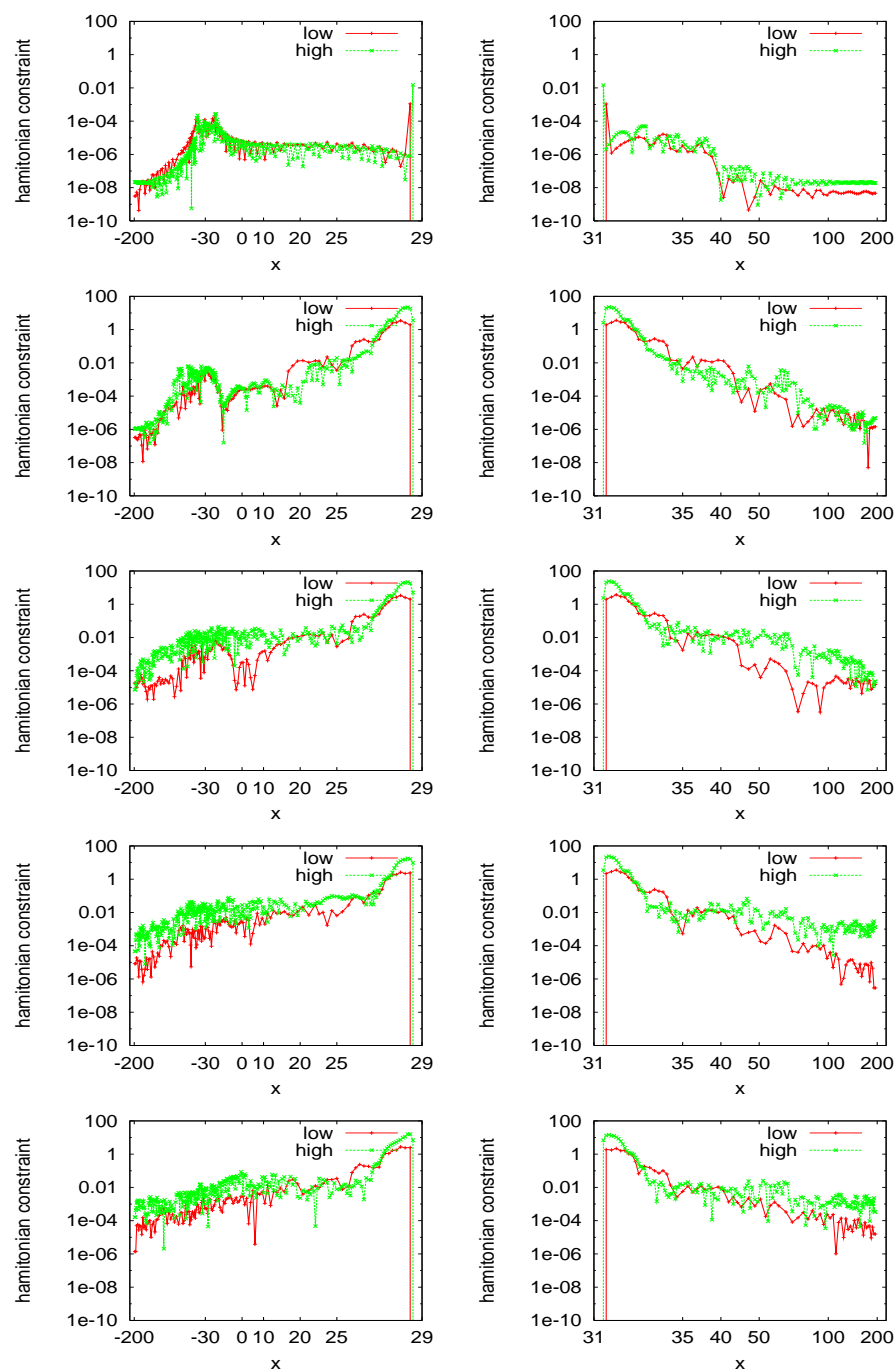 100
1
0.01
1e-04
1e-06
1e-08
1e-10
hamitonian constraint
low
high
-200 -30 0 10 20 25 29
x
100
1
0.01
1e-04
1e-06
1e-08
1e-10
hamitonian constraint
low
high
31 35 40 50 100 200
x
100
1
0.01
1e-04
1e-06
1e-08
1e-10
hamitonian constraint
low
high
-200 -30 0 10 20 25 29
x
100
1
0.01
1e-04
1e-06
1e-08
1e-10
hamitonian constraint
low
high
31 35 40 50 100 200
x
100
1
0.01
1e-04
1e-06
1e-08
1e-10
hamitonian constraint
low
high
-200 -30 0 10 20 25 29
x
100
1
0.01
1e-04
1e-06
1e-08
1e-10
hamitonian constraint
low
high
31 35 40 50 100 200
x
100
1
0.01
1e-04
1e-06
1e-08
1e-10
hamitonian constraint
low
high
-200 -30 0 10 20 25 29
x
100
1
0.01
1e-04
1e-06
1e-08
1e-10
hamitonian constraint
low
high
31 35 40 50 100 200
x
100
1
0.01
1e-04
1e-06
1e-08
1e-10
hamitonian constraint
low
high
-200 -30 0 10 20 25 29
x
100
1
0.01
1e-04
1e-06
1e-08
1e-10
hamitonian constraint
low
high
31 35 40 50 100 200
x